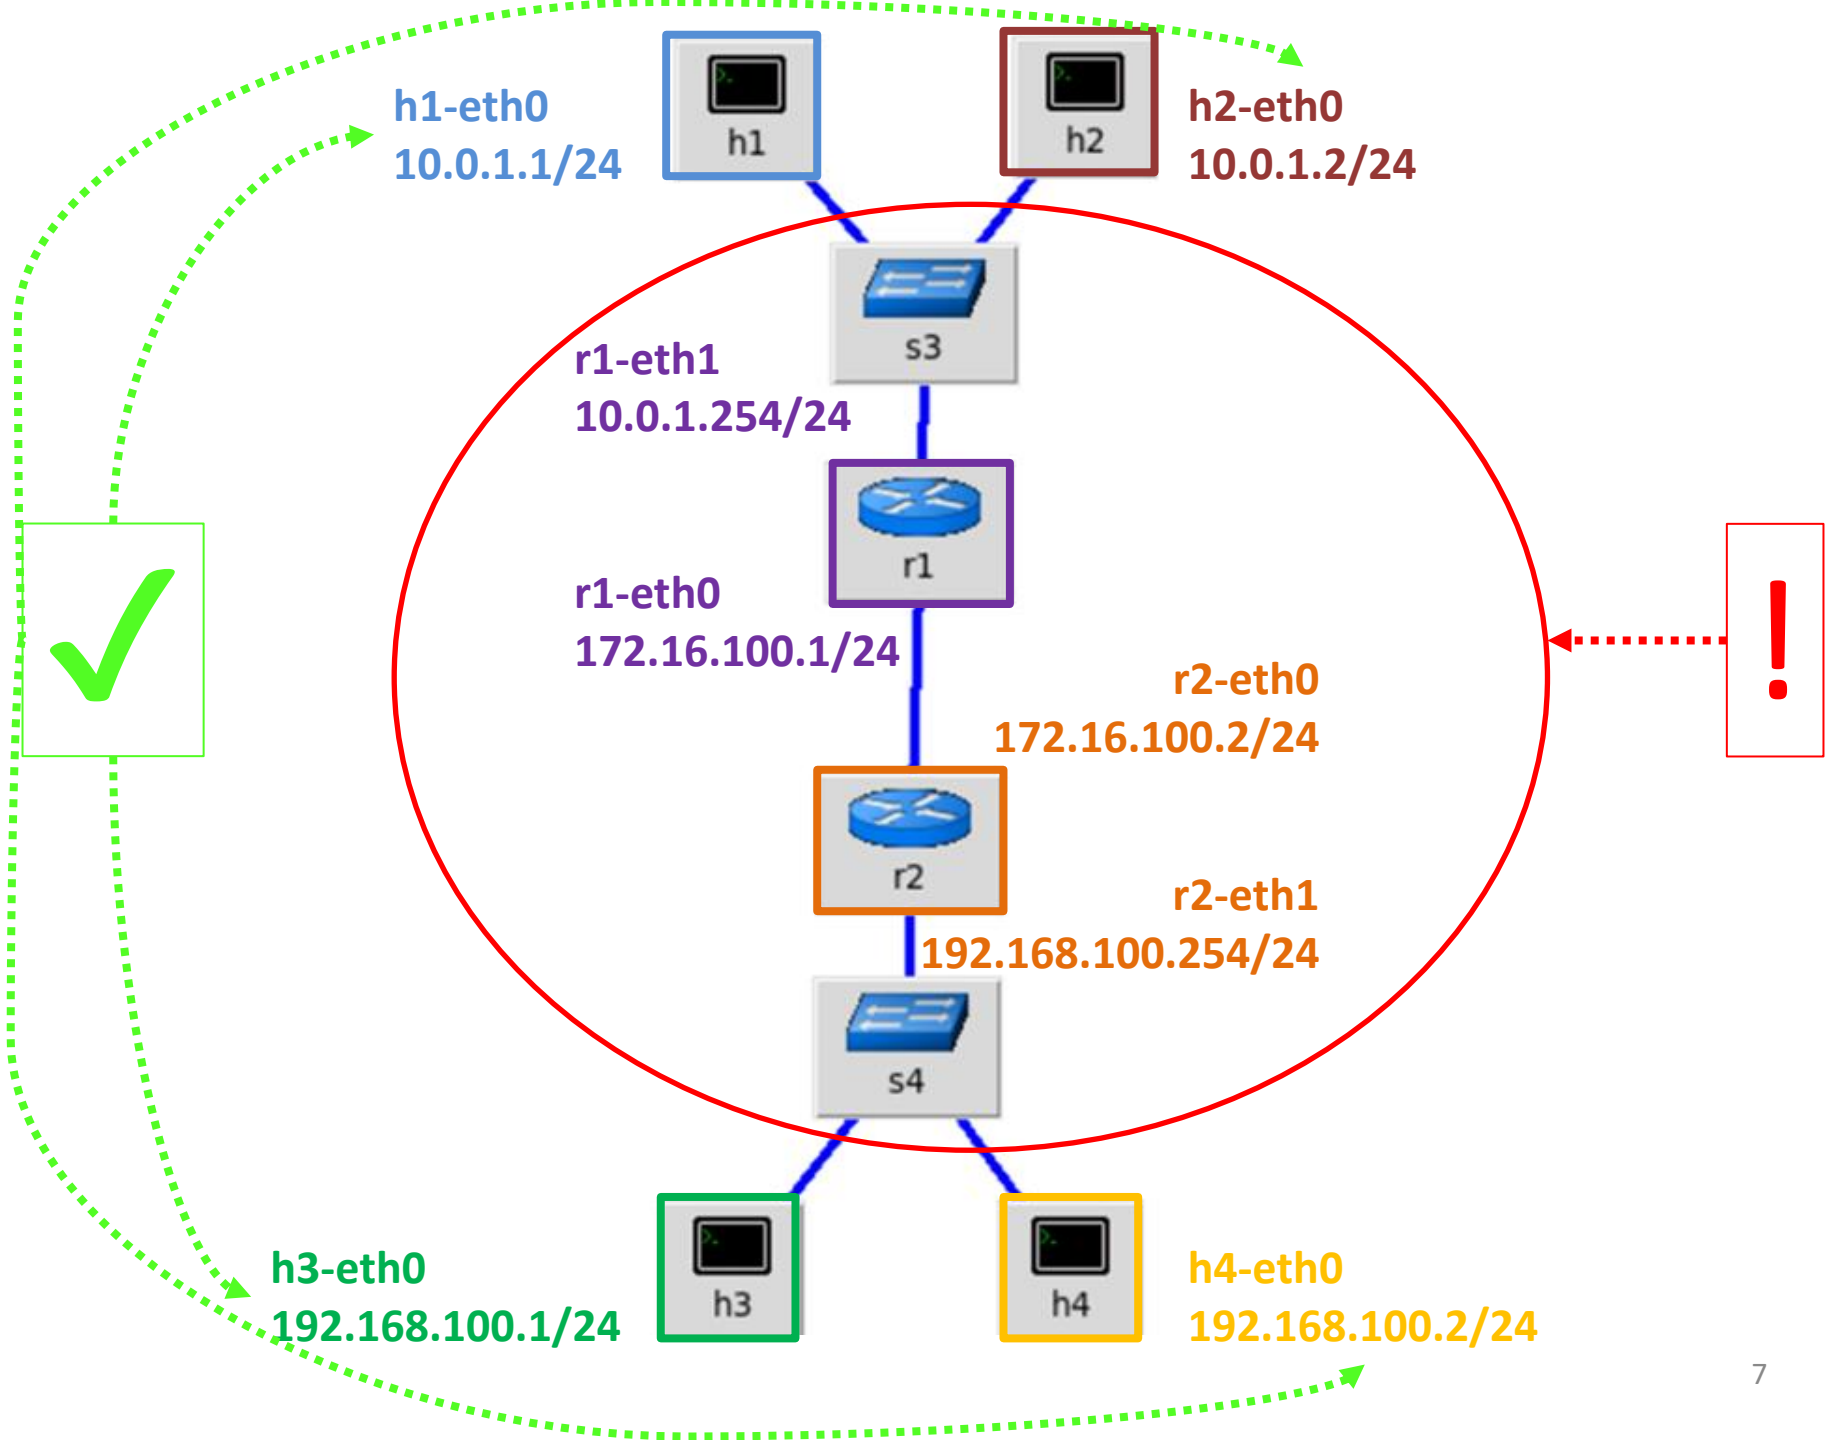 h1-eth0
10.0.1.1/24
h1
h2
h2-eth0
10.0.1.2/24
s3
r1-eth1
10.0.1.254/24
r1
r1-eth0
172.16.100.1/24
!
r2-eth0
172.16.100.2/24
r2
r2-eth1
192.168.100.254/24
s4
h3-eth0
192.168.100.1/24
h3
h4
h4-eth0
192.168.100.2/24
7